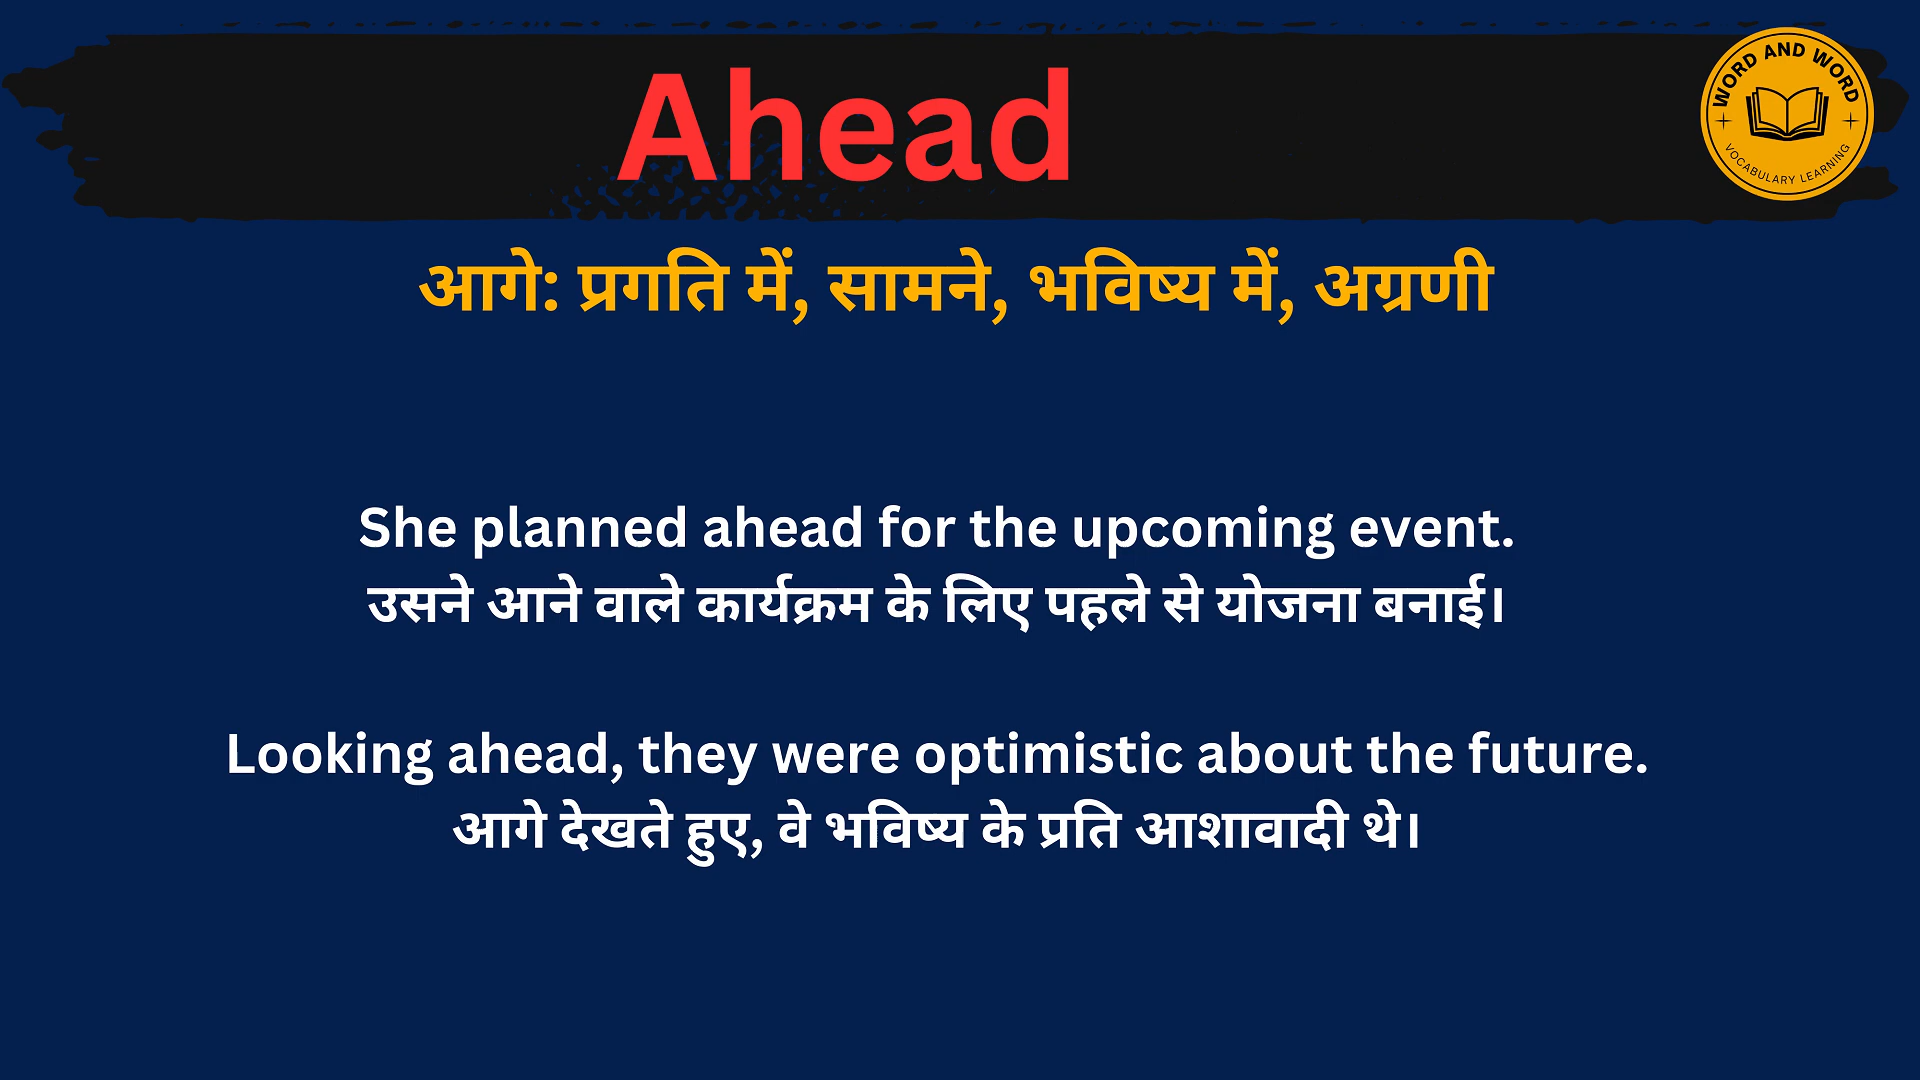 Ahead
WORD AND WORD
VOCABULARY LEARNING
आगे: प्रगति में, सामने, भविष्य में, अग्रणी
She planned ahead for the upcoming event.
उसने आने वाले कार्यक्रम के लिए पहले से योजना बनाई।
Looking ahead, they were optimistic about the future.
आगे देखते हुए, वे भविष्य के प्रति आशावादी थे।